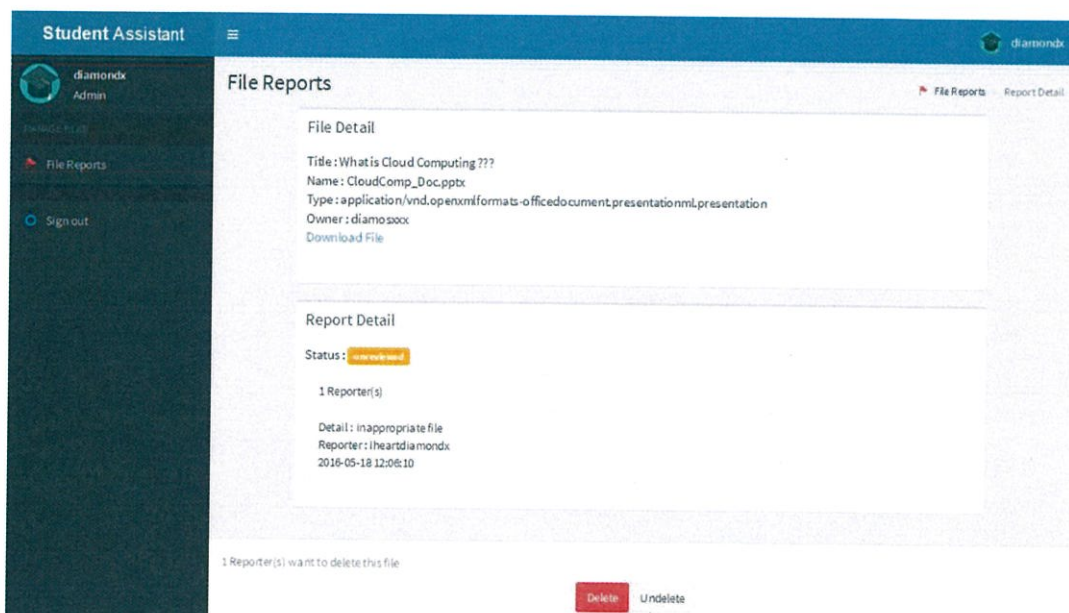 Student Assistant
diamondx
diamondx
Admin
File Reports
Sign out
File Reports
File Reports Report Detail
File Detail
Title : What is Cloud Computing ???
Name : CloudComp_Doc.pptx
Type : application/vnd.openxmlformats-officedocument.presentationml.presentation
Owner : diamosxxx
Download File
Report Detail
Status : unreviewed
1 Reporter(s)
Detail : inappropriate file
Reporter : iheartdiamondx
2016-05-18 12:06:10
1 Reporter(s) want to delete this file
Delete Undelete